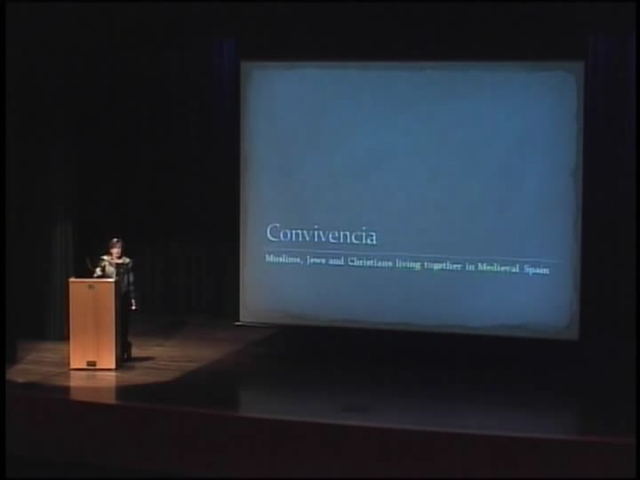 Convivencia
Muslims, Jews and Christians living together in Medieval Spain